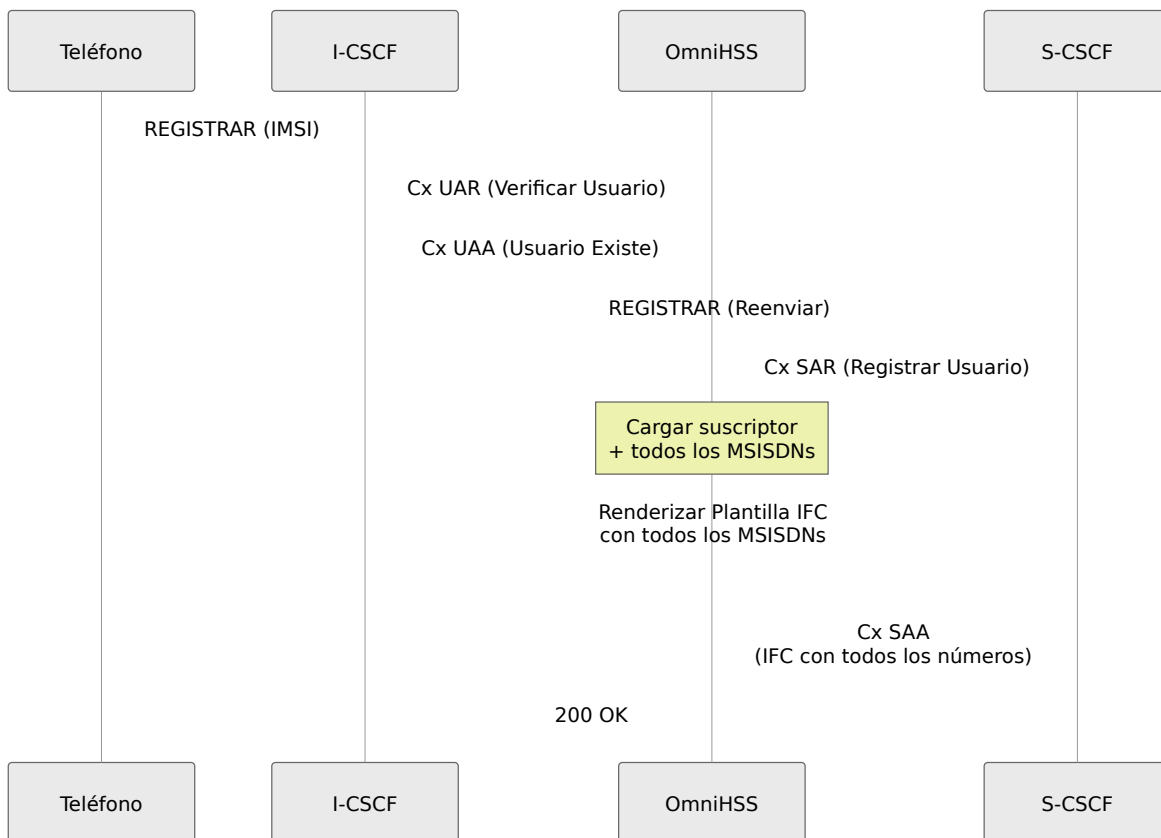 Teléfono
I-CSCF
OmniHSS
S-CSCF
REGISTRAR (IMSI)
Cx UAR (Verificar Usuario)
Cx UAA (Usuario Existe)
REGISTRAR (Reenviar)
Cx SAR (Registrar Usuario)
Cargar suscriptor
+ todos los MSISDNs
Renderizar Plantilla IFC
con todos los MSISDNs
Cx SAA
(IFC con todos los números)
200 OK
Teléfono
I-CSCF
OmniHSS
S-CSCF